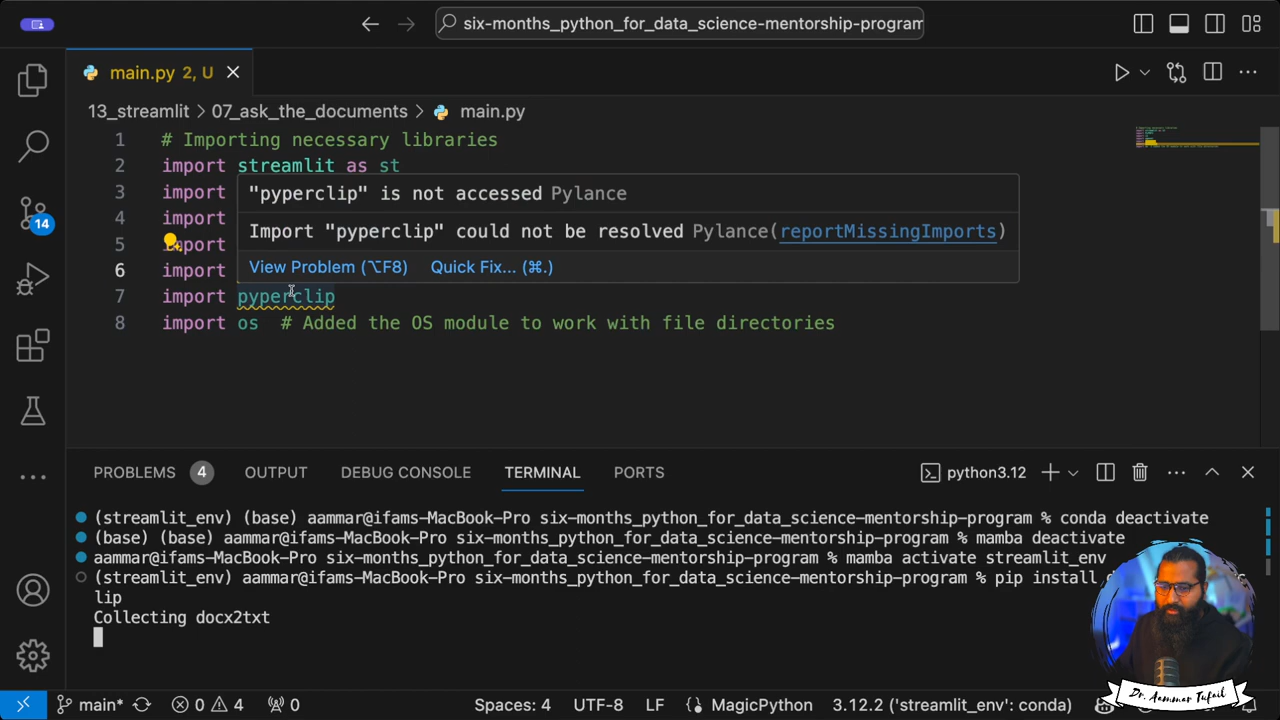 six-months_python_for_data_science-mentorship-program
main.py 2, U
13_streamlit > 07_ask_the_documents > main.py
1 # Importing necessary libraries
2 import streamlit as st
3 import
4 import
5 import
6 import
"pyperclip" is not accessed Pylance
Import "pyperclip" could not be resolved Pylance(reportMissingImports)
View Problem (⌥F8) Quick Fix... (⌘.)
7 import pyperclip
8 import os # Added the OS module to work with file directories
14
PROBLEMS 4 OUTPUT DEBUG CONSOLE TERMINAL PORTS python3.12
(streamlit_env) (base) aammar@ifams-MacBook-Pro six-months_python_for_data_science-mentorship-program % conda deactivate
(base) (base) aammar@ifams-MacBook-Pro six-months_python_for_data_science-mentorship-program % mamba deactivate
aammar@ifams-MacBook-Pro six-months_python_for_data_science-mentorship-program % mamba activate streamlit_env
(streamlit_env) aammar@ifams-MacBook-Pro six-months_python_for_data_science-mentorship-program % pip install
lip
Collecting docx2txt
Dr. Aammar Tufail
main* 0 4 0 Spaces: 4 UTF-8 LF MagicPython 3.12.2 ('streamlit_env': conda)